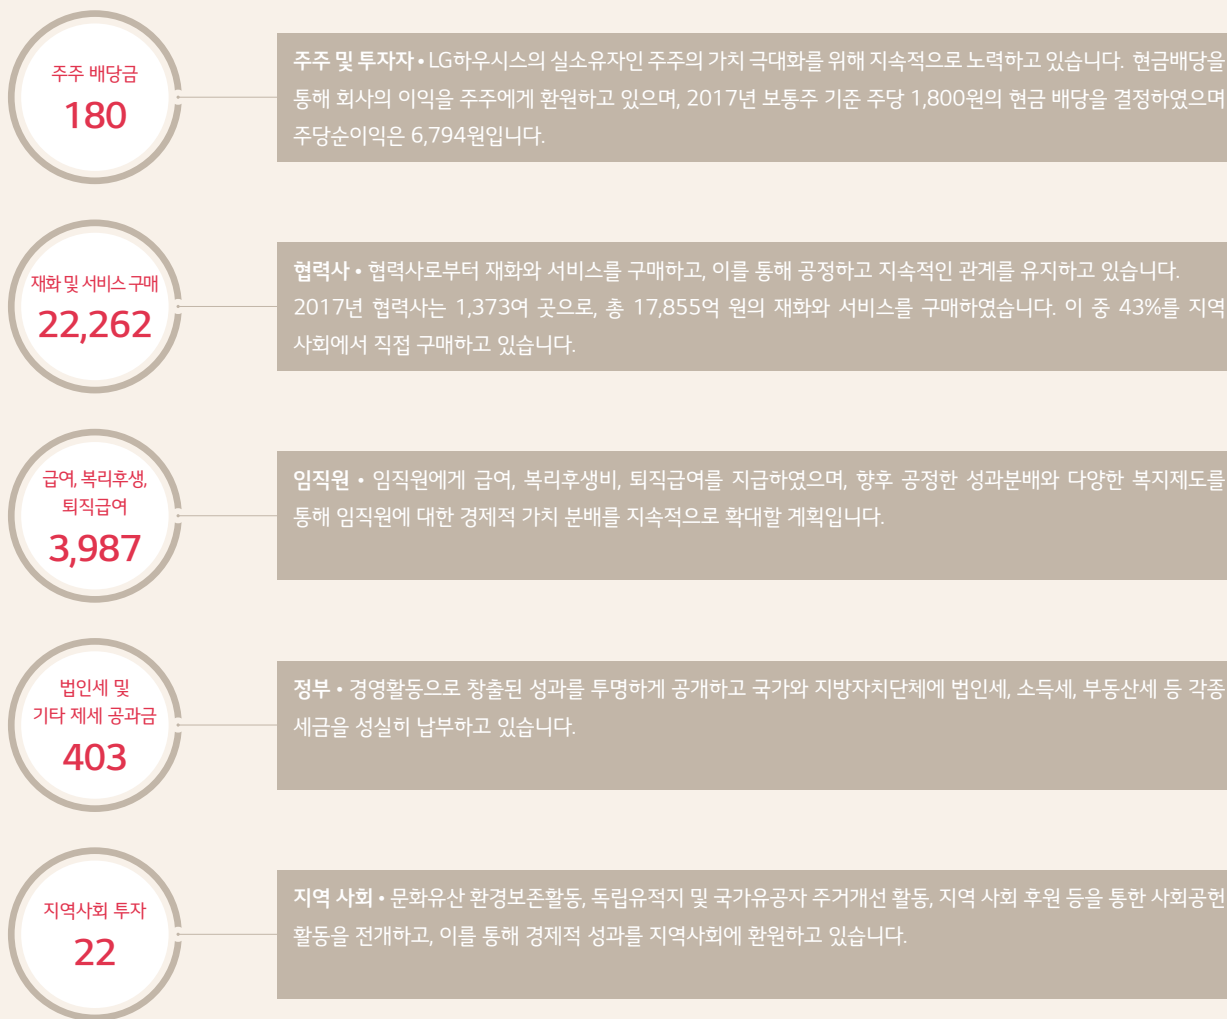 주주 배당금
180
주주 및 투자자 • LG하우시스의 실소유자인 주주의 가치 극대화를 위해 지속적으로 노력하고 있습니다. 현금배당을
통해 회사의 이익을 주주에게 환원하고 있으며, 2017년 보통주 기준 주당 1,800원의 현금 배당을 결정하였으며
주당순이익은 6,794원입니다.
재화 및 서비스 구매
22,262
협력사 • 협력사로부터 재화와 서비스를 구매하고, 이를 통해 공정하고 지속적인 관계를 유지하고 있습니다.
2017년 협력사는 1,373여 곳으로, 총 17,855억 원의 재화와 서비스를 구매하였습니다. 이 중 43%를 지역
사회에서 직접 구매하고 있습니다.
급여, 복리후생,
퇴직급여
3,987
임직원 • 임직원에게 급여, 복리후생비, 퇴직급여를 지급하였으며, 향후 공정한 성과분배와 다양한 복지제도를
통해 임직원에 대한 경제적 가치 분배를 지속적으로 확대할 계획입니다.
법인세 및
기타 제세 공과금
403
정부 • 경영활동으로 창출된 성과를 투명하게 공개하고 국가와 지방자치단체에 법인세, 소득세, 부동산세 등 각종
세금을 성실히 납부하고 있습니다.
지역사회 투자
22
지역 사회 • 문화유산 환경보존활동, 독립유적지 및 국가유공자 주거개선 활동, 지역 사회 후원 등을 통한 사회공헌
활동을 전개하고, 이를 통해 경제적 성과를 지역사회에 환원하고 있습니다.